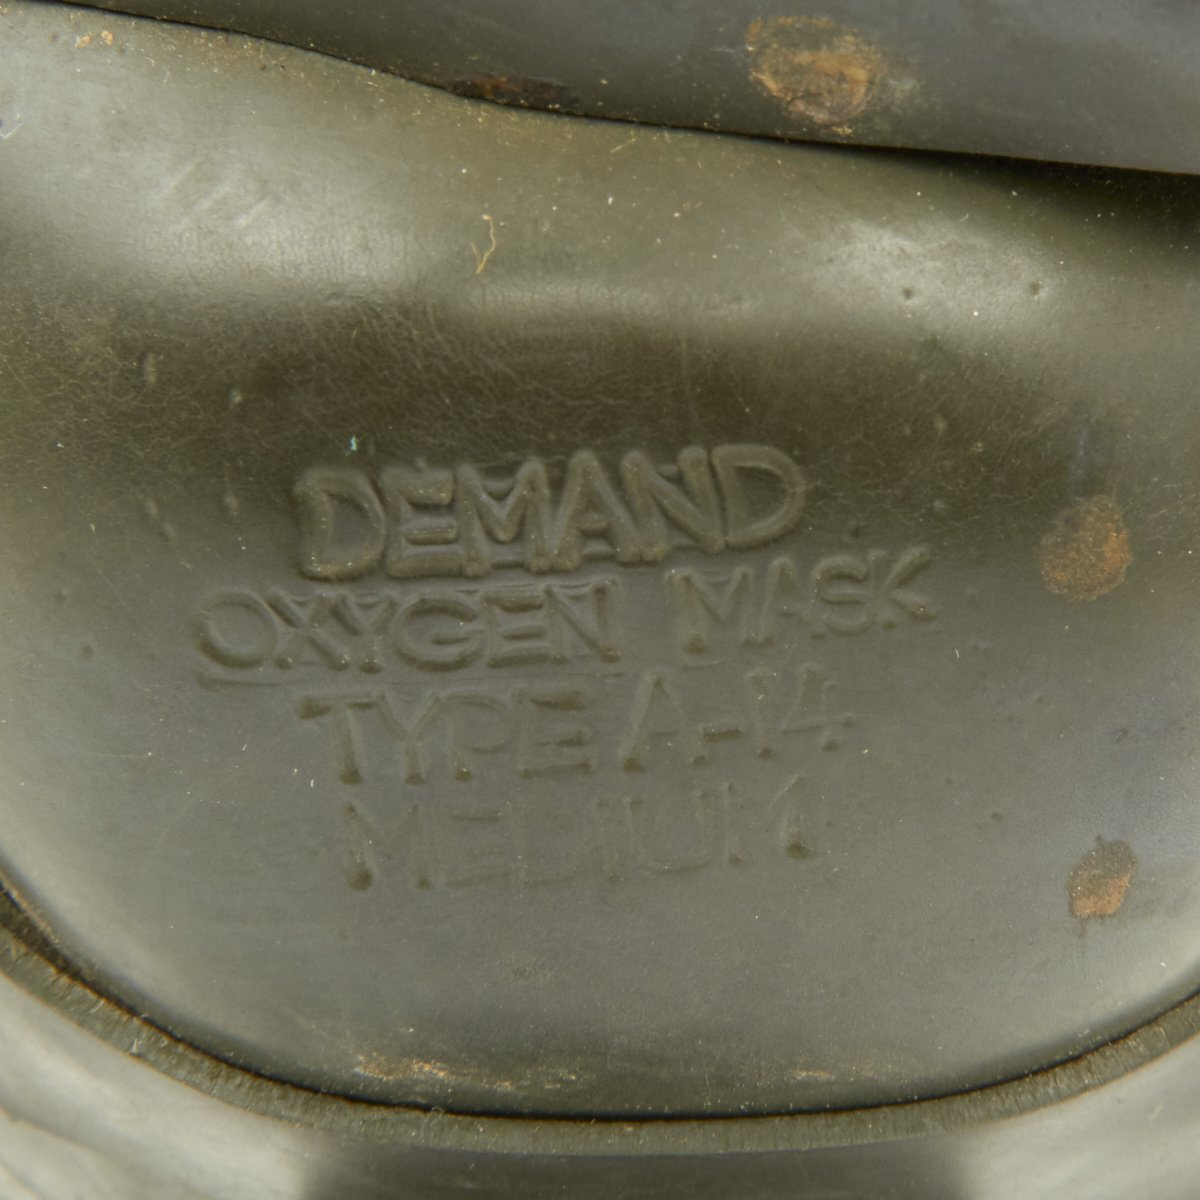 DEMAND
OXYGEN MASK
TYPE A-14
MEDIUM